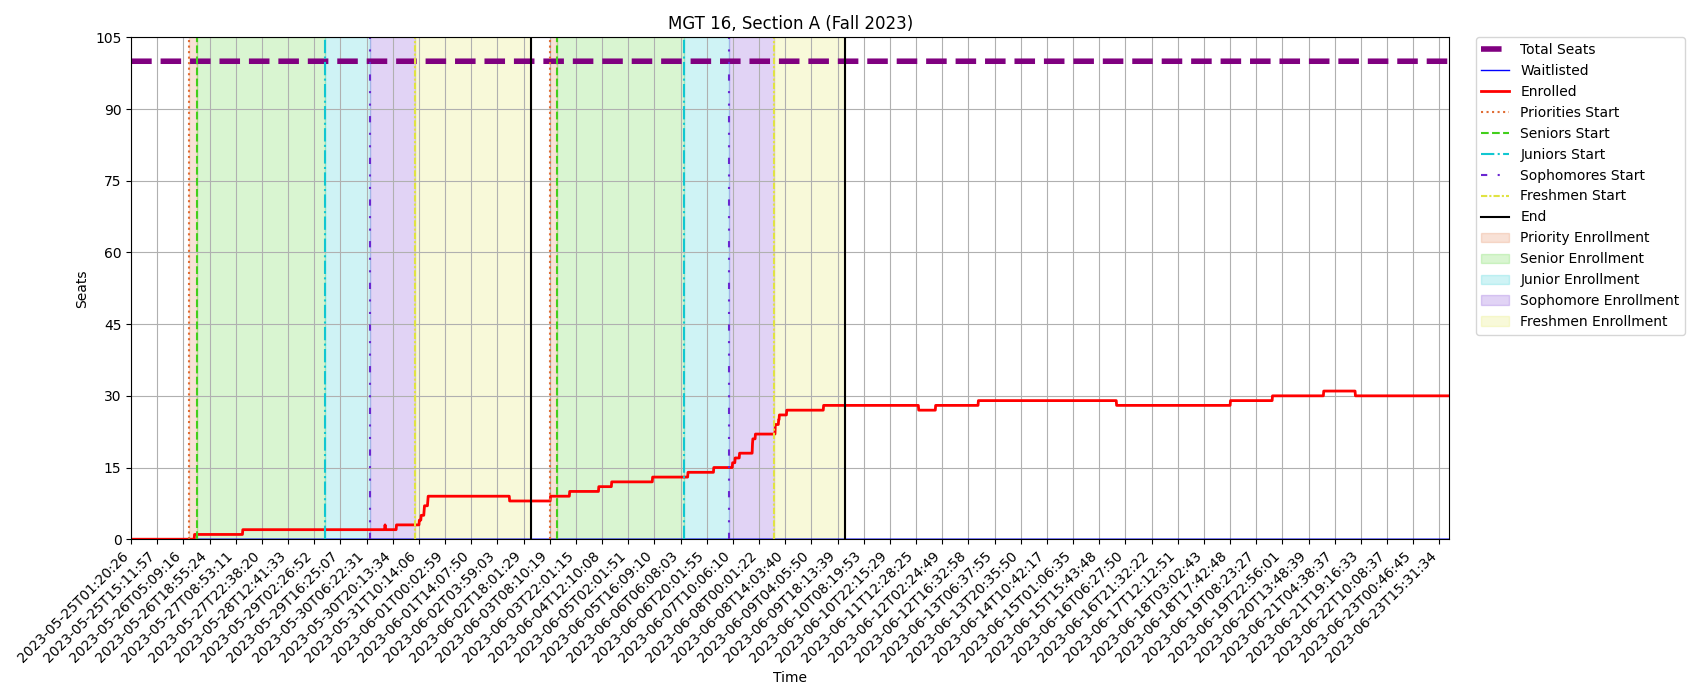 MGT 16, Section A (Fall 2023)
105
90
75
60
45
30
15
0
Seats
2023-05-25T01:20:26
2023-05-25T15:11:57
2023-05-26T05:09:16
2023-05-26T18:55:24
2023-05-27T08:53:11
2023-05-27T22:38:20
2023-05-28T12:41:33
2023-05-29T02:26:52
2023-05-29T16:25:07
2023-05-30T06:22:31
2023-05-30T20:13:34
2023-05-31T10:14:06
2023-06-01T00:02:59
2023-06-01T14:07:50
2023-06-02T03:59:03
2023-06-02T18:01:29
2023-06-03T08:10:19
2023-06-03T22:01:15
2023-06-04T12:10:08
2023-06-05T02:01:51
2023-06-05T16:09:10
2023-06-06T06:08:03
2023-06-06T20:01:55
2023-06-07T10:06:10
2023-06-08T00:01:22
2023-06-08T14:03:40
2023-06-09T04:05:50
2023-06-09T18:13:39
2023-06-10T08:19:53
2023-06-10T22:15:29
2023-06-11T12:28:25
2023-06-12T02:24:49
2023-06-12T16:32:58
2023-06-13T06:37:55
2023-06-13T20:35:50
2023-06-14T10:42:17
2023-06-15T01:06:35
2023-06-15T15:43:48
2023-06-16T06:27:50
2023-06-16T21:32:22
2023-06-17T12:12:51
2023-06-18T03:02:43
2023-06-18T17:42:48
2023-06-19T08:23:27
2023-06-19T22:56:01
2023-06-20T13:48:39
2023-06-21T04:38:37
2023-06-21T19:16:33
2023-06-22T10:08:37
2023-06-23T00:46:45
2023-06-23T15:31:34
Time
Total Seats
Waitlisted
Enrolled
Priorities Start
Seniors Start
Juniors Start
Sophomores Start
Freshmen Start
End
Priority Enrollment
Senior Enrollment
Junior Enrollment
Sophomore Enrollment
Freshmen Enrollment